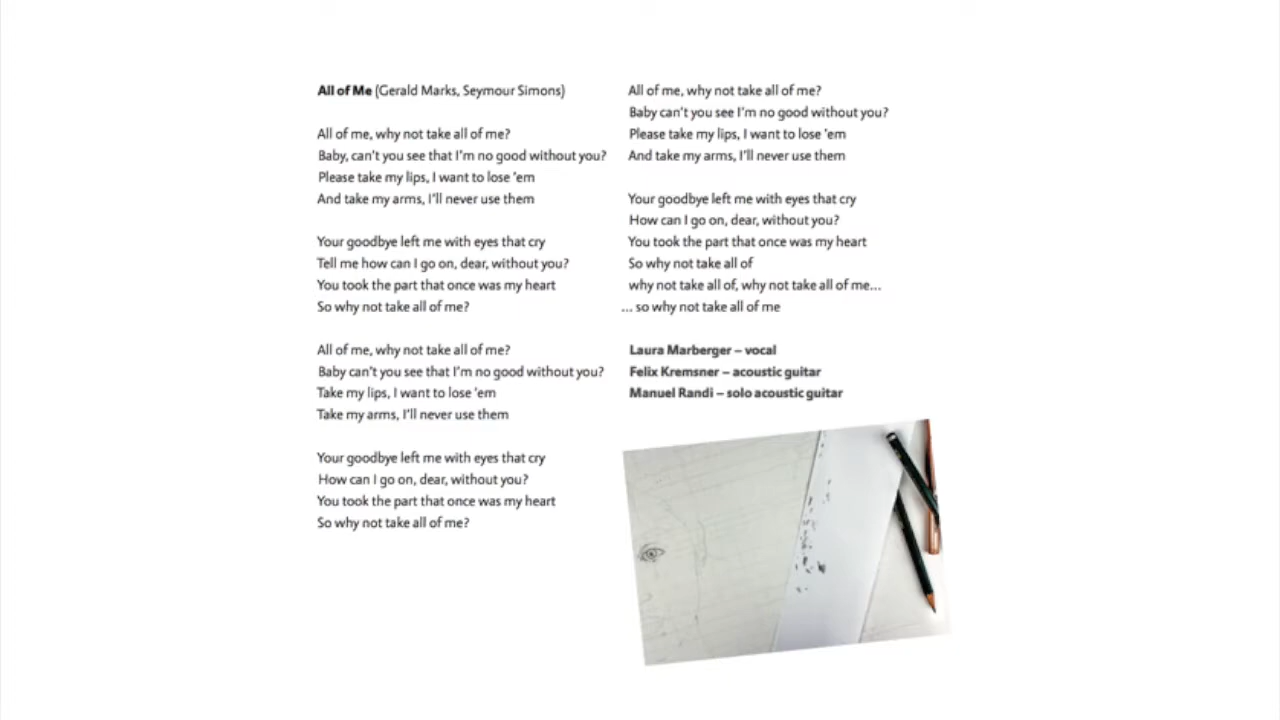 All of Me (Gerald Marks, Seymour Simons)
All of me, why not take all of me?
Baby, can't you see that I'm no good without you?
Please take my lips, I want to lose 'em
And take my arms, I'll never use them
Your goodbye left me with eyes that cry
Tell me how can I go on, dear, without you?
You took the part that once was my heart
So why not take all of me?
All of me, why not take all of me?
Baby can't you see that I'm no good without you?
Take my lips, I want to lose 'em
Take my arms, I'll never use them
Your goodbye left me with eyes that cry
How can I go on, dear, without you?
You took the part that once was my heart
So why not take all of me?
All of me, why not take all of me?
Baby can't you see I'm no good without you?
Please take my lips, I want to lose 'em
And take my arms, I'll never use them
Your goodbye left me with eyes that cry
How can I go on, dear, without you?
You took the part that once was my heart
So why not take all of
why not take all of, why not take all of me...
... so why not take all of me
Laura Marberger – vocal
Felix Kremsner – acoustic guitar
Manuel Randi – solo acoustic guitar